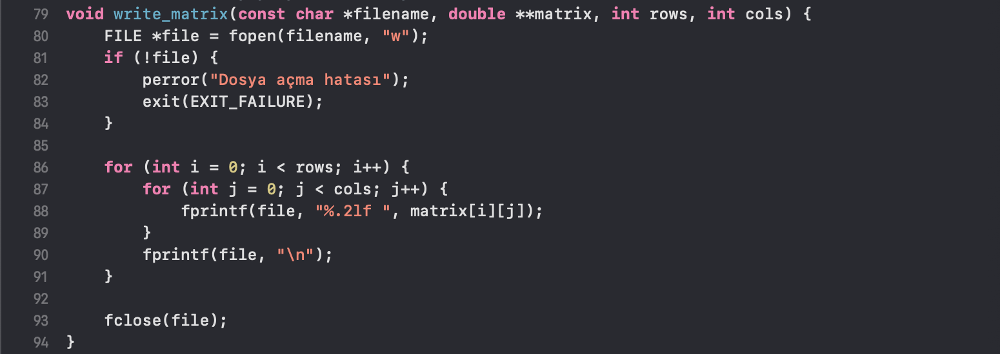 79 void write_matrix(const char *filename, double **matrix, int rows, int cols) {
80     FILE *file = fopen(filename, "w");
81     if (!file) {
82         perror("Dosya açma hatası");
83         exit(EXIT_FAILURE);
84     }
85
86     for (int i = 0; i < rows; i++) {
87         for (int j = 0; j < cols; j++) {
88             fprintf(file, "%.2lf ", matrix[i][j]);
89         }
90         fprintf(file, "\n");
91     }
92
93     fclose(file);
94 }